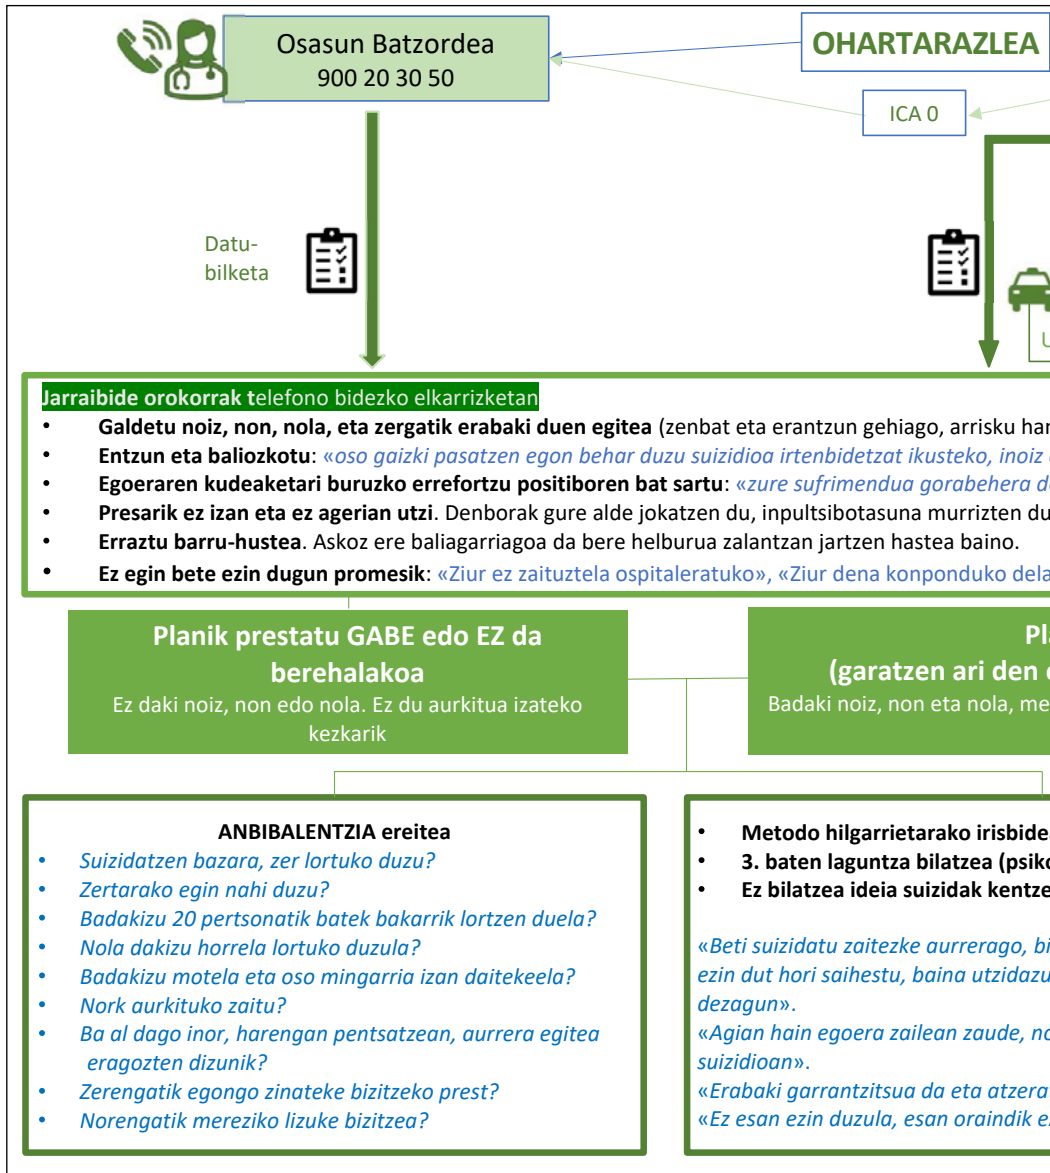 Osasun Batzordea
900 20 30 50
OHARTARAZLEA
ICA 0
Datu-
bilketa
U
Jarraibide orokorrak telefono bidezko elkarrizketan
• Galdetu noiz, non, nola, eta zergatik erabaki duen egitea (zenbat eta erantzun gehiago, arrisku har
• Entzun eta baliozkotu: «oso gaizki pasatzen egon behar duzu suizidioa irtenbidetzat ikusteko, inoiz
• Egoeraren kudeaketari buruzko errefortzu positiboren bat sartu: «zure sufrimendua gorabehera d
• Presarik ez izan eta ez agerian utzi. Denborak gure alde jokatzen du, inpultsibotasuna murrizten du
• Erraztu barru-hustea. Askoz ere baliagarriagoa da bere helburua zalantzan jartzen hastea baino.
• Ez egin bete ezin dugun promesik: «Ziur ez zaituztela ospitaleratuko», «Ziur dena konponduko dela
Planik prestatu GABE edo EZ da
berehalakoa
Ez daki noiz, non edo nola. Ez du aurkitua izateko
kezkarik
Pla
(garatzen ari den
Badaki noiz, non eta nola, me
ANBIBALENTZIA ereitea
• Suizidatzen bazara, zer lortuko duzu?
• Zertarako egin nahi duzu?
• Badakizu 20 pertsonatik batek bakarrik lortzen duela?
• Nola dakizu horrela lortuko duzula?
• Badakizu motela eta oso mingarria izan daitekeela?
• Nork aurkituko zaitu?
• Ba al dago inor, harengan pentsatzean, aurrera egitea
eragozten dizunik?
• Zerengatik egongo zinateke bizitzeko prest?
• Norengatik mereziko lizuke bizitzea?
• Metodo hilgarrietarako irisbidea
• 3. baten laguntza bilatzea (psiko
• Ez bilatzea ideia suizidak kentze
«Beti suizidatu zaitezke aurrerago, bi
ezin dut hori saihestu, baina utzidazu
dezagun».
«Agian hain egoera zailean zaude, no
suizidioan».
«Erabaki garrantzitsua da eta atzera
«Ez esan ezin duzula, esan oraindik e